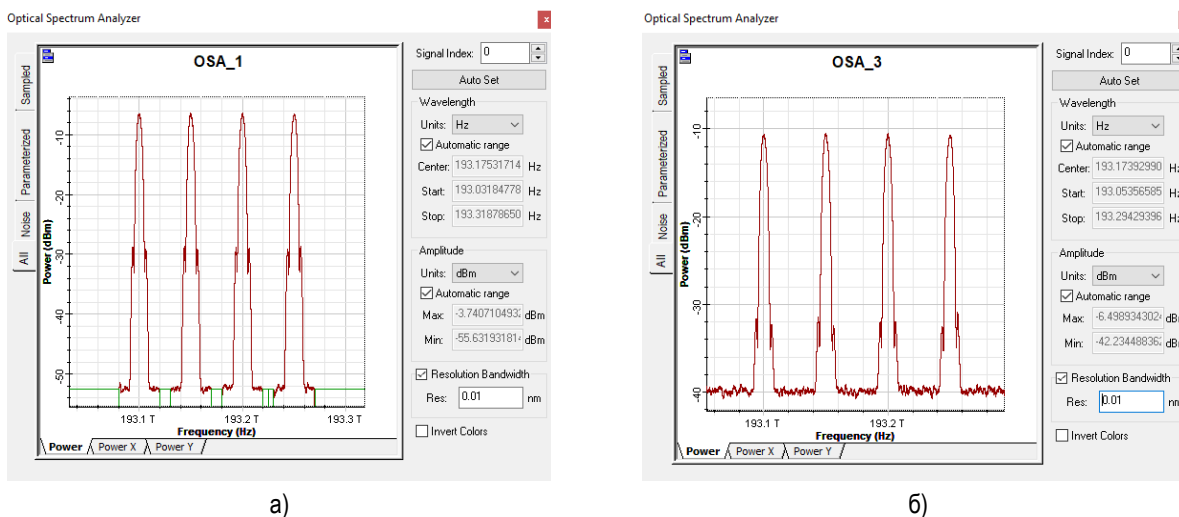 Optical Spectrum Analyzer
x
OSA_1
Sampled
Parameterized
Noise
All
Power (dBm)
-10
-20
-30
-40
-50
193.1 T
193.2 T
193.3 T
Frequency (Hz)
Power
Power X
Power Y
Signal Index: 0
Auto Set
Wavelength
Units: Hz
Automatic range
Center: 193.17531714 Hz
Start: 193.03184778 Hz
Stop: 193.31878650 Hz
Amplitude
Units: dBm
Automatic range
Max: -3.7407104932 dBm
Min: -55.631931814 dBm
Resolution Bandwidth
Res: 0.01 nm
Invert Colors
а)
Optical Spectrum Analyzer
OSA_3
Sampled
Parameterized
Noise
All
Power (dBm)
-10
-20
-30
-40
193.1 T
193.2 T
Frequency (Hz)
Power
Power X
Power Y
Signal Index: 0
Auto Set
Wavelength
Units: Hz
Automatic range
Center: 193.17392990 Hz
Start: 193.05356585 Hz
Stop: 193.29429396 Hz
Amplitude
Units: dBm
Automatic range
Max: -6.4989343024 dBm
Min: -42.234488362 dBm
Resolution Bandwidth
Res: 0.01 nm
Invert Colors
б)